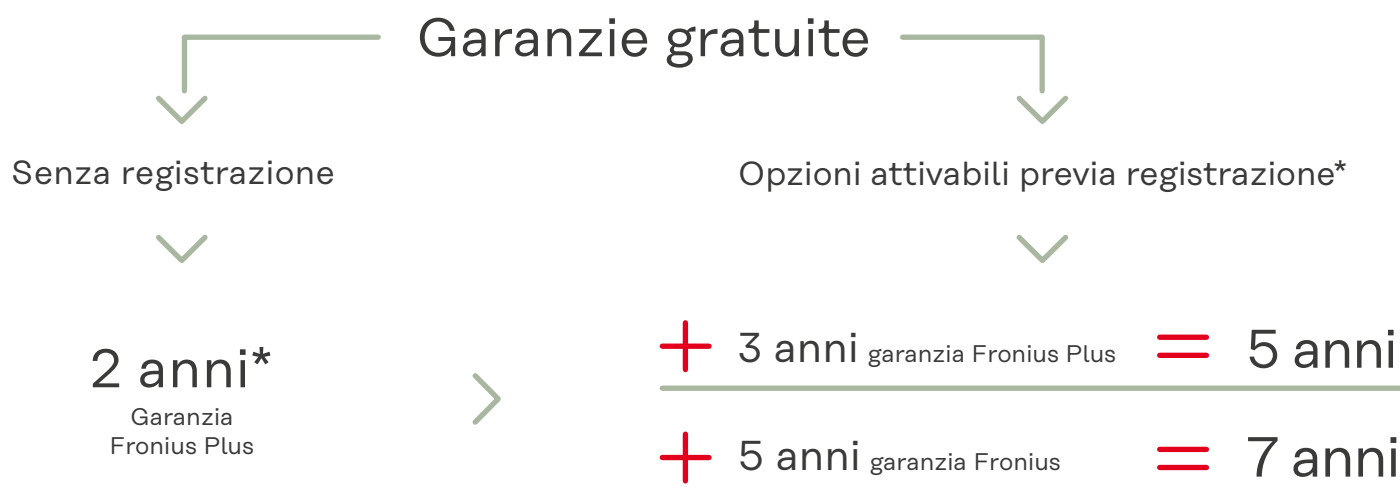 Garanzie gratuite
Senza registrazione
Opzioni attivabili previa registrazione*
2 anni*
Garanzia
Fronius Plus
+ 3 anni garanzia Fronius Plus = 5 anni
+ 5 anni garanzia Fronius = 7 anni